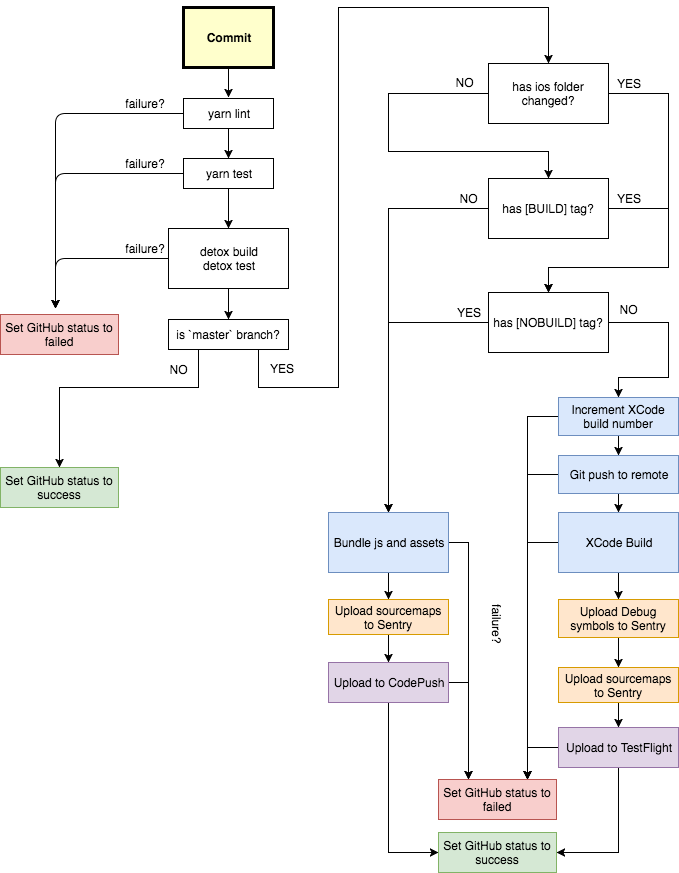 Commit
failure?
yarn lint
failure?
yarn test
failure?
detox build
detox test
Set GitHub status to
failed
is `master` branch?
NO
YES
Set GitHub status to
success
has ios folder
changed?
NO
YES
has [BUILD] tag?
NO
YES
has [NOBUILD] tag?
YES
NO
Increment XCode
build number
Git push to remote
XCode Build
Upload Debug
symbols to Sentry
Upload sourcemaps
to Sentry
Upload to TestFlight
Bundle js and assets
Upload sourcemaps
to Sentry
Upload to CodePush
failure?
Set GitHub status to
failed
Set GitHub status to
success